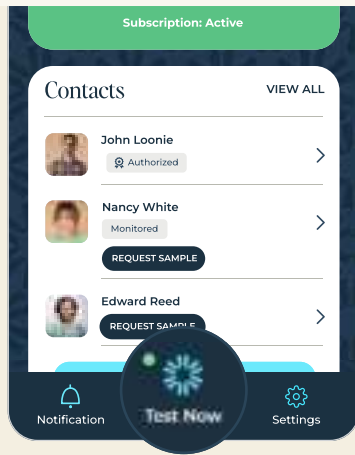 Subscription: Active
Contacts
VIEW ALL
John Loonie
Authorized
Nancy White
Monitored
REQUEST SAMPLE
Edward Reed
REQUEST SAMPLE
Test Now
Notification
Settings